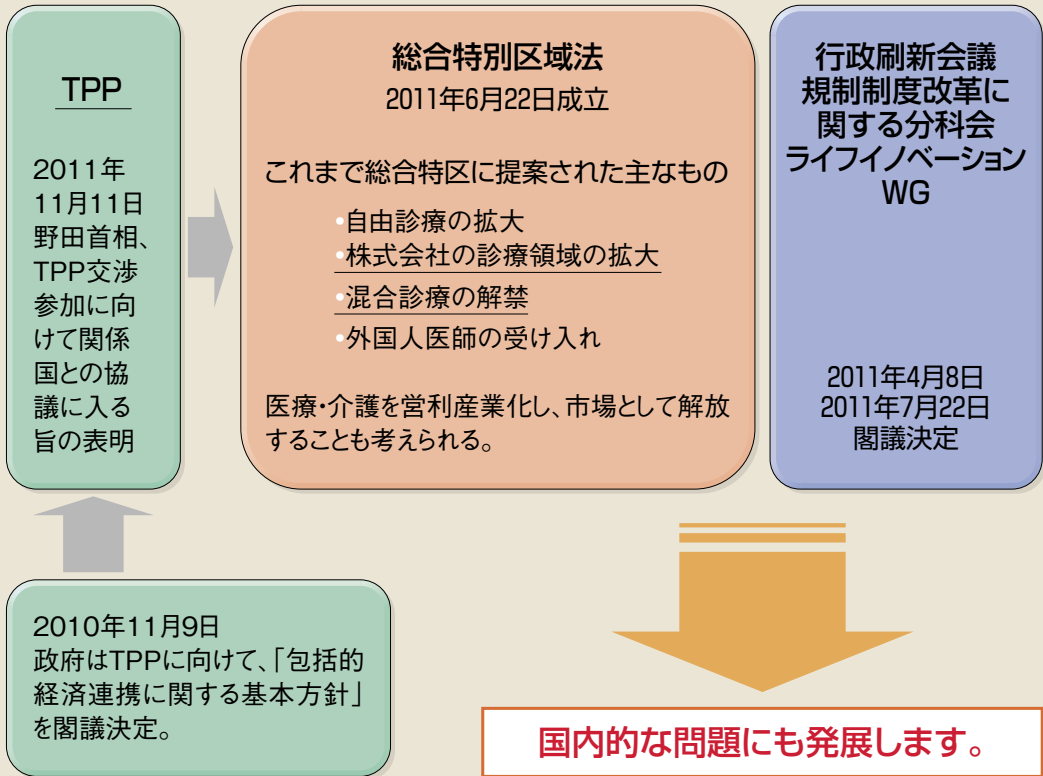 TPP
2011年
11月11日
野田首相、
TPP交渉
参加に向
けて関係
国との協
議に入る
旨の表明
総合特別区域法
2011年6月22日成立
これまで総合特区に提案された主なもの
•自由診療の拡大
•株式会社の診療領域の拡大
•混合診療の解禁
•外国人医師の受け入れ
医療・介護を営利産業化し、市場として解放
することも考えられる。
行政刷新会議
規制制度改革に
関する分科会
ライフイノベーション
WG
2011年4月8日
2011年7月22日
閣議決定
2010年11月9日
政府はTPPに向けて、「包括的
経済連携に関する基本方針」
を閣議決定。
国内的な問題にも発展します。